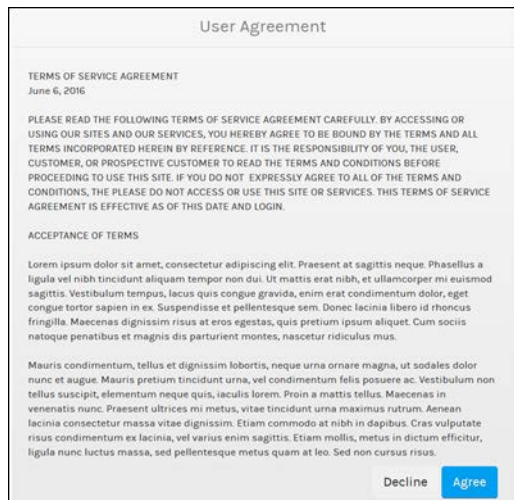 User Agreement
TERMS OF SERVICE AGREEMENT
June 6, 2016
PLEASE READ THE FOLLOWING TERMS OF SERVICE AGREEMENT CAREFULLY. BY ACCESSING OR
USING OUR SITES AND OUR SERVICES, YOU HEREBY AGREE TO BE BOUND BY THE TERMS AND ALL
TERMS INCORPORATED HEREIN BY REFERENCE. IT IS THE RESPONSIBILITY OF YOU, THE USER,
CUSTOMER, OR PROSPECTIVE CUSTOMER TO READ THE TERMS AND CONDITIONS BEFORE
PROCEEDING TO USE THIS SITE. IF YOU DO NOT EXPRESSLY AGREE TO ALL OF THE TERMS AND
CONDITIONS, THE PLEASE DO NOT ACCESS OR USE THIS SITE OR SERVICES. THIS TERMS OF SERVICE
AGREEMENT IS EFFECTIVE AS OF THIS DATE AND LOGIN.
ACCEPTANCE OF TERMS
Lorem ipsum dolor sit amet, consectetur adipiscing elit. Praesent at sagittis neque. Phasellus a
ligula vel nibh tincidunt aliquam tempor non dui. Ut mattis erat nibh, et ullamcorper mi euismod
sagittis. Vestibulum tempus, lacus quis congue gravida, enim erat condimentum dolor, eget
congue tortor sapien in ex. Suspendisse et pellentesque sem. Donec lacinia libero id rhoncus
fringilla. Maecenas dignissim risus at eros egestas, quis pretium ipsum aliquet. Cum sociis
natoque penatibus et magnis dis parturient montes, nascetur ridiculus mus.
Mauris condimentum, tellus et dignissim lobortis, neque urna ornare magna, ut sodales dolor
nunc et augue. Mauris pretium tincidunt urna, vel condimentum felis posuere ac. Vestibulum non
tellus suscipit, elementum neque quis, iaculis lorem. Proin a mattis tellus. Maecenas in
venenatis nunc. Praesent ultrices mi metus, vitae tincidunt urna maximus rutrum. Aenean
lacinia consectetur massa vitae dignissim. Etiam commodo at nibh in dapibus. Cras vulputate
risus condimentum ex lacinia, vel varius enim sagittis. Etiam mollis, metus in dictum efficitur,
ligula nunc luctus massa, sed pellentesque metus quam at leo. Sed non cursus risus.
Decline Agree